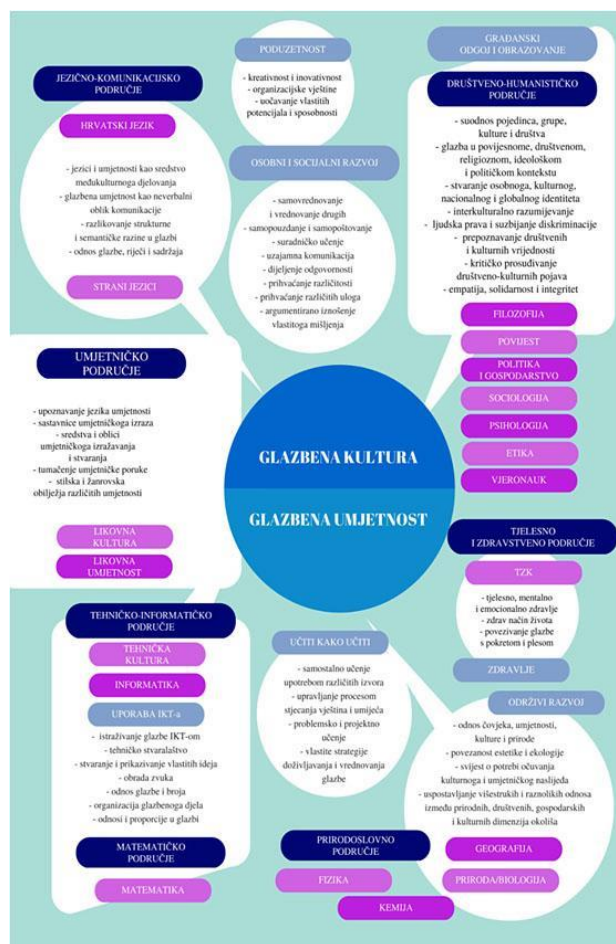 JEZIČNO-KOMUNIKACIJSKO
PODRUČJE
HRVATSKI JEZIK
- jezici i umjetnosti kao sredstvo
međukulturnoga djelovanja
- glazbena umjetnost kao neverbalni
oblik komunikacije
- razlikovanje strukturne
i semantičke razine u glazbi
- odnos glazbe, riječi i sadržaja
STRANI JEZICI
PODUZETNOST
- kreativnost i inovativnost
- organizacijske vještine
- uočavanje vlastitih
potencijala i sposobnosti
OSOBNI I SOCIJALNI RAZVOJ
- samovrednovanje
i vrednovanje drugih
- samopouzdanje i samopoštovanje
- suradničko učenje
- uzajamna komunikacija
- dijeljenje odgovornosti
- prihvaćanje različitosti
- prihvaćanje različitih uloga
- argumentirano iznošenje
vlastitoga mišljenja
GRAĐANSKI
ODGOJ I OBRAZOVANJE
DRUŠTVENO-HUMANISTIČKO
PODRUČJE
- suodnos pojedinca, grupe,
kulture i društva
- glazba u povijesnome, društvenom,
religioznom, ideološkom
i političkom kontekstu
- stvaranje osobnoga, kulturnog,
nacionalnog i globalnog identiteta
- interkulturalno razumijevanje
- ljudska prava i suzbijanje diskriminacije
- prepoznavanje društvenih
i kulturnih vrijednosti
- kritičko prosuđivanje
društveno-kulturnih pojava
- empatija, solidarnost i integritet
FILOZOFIJA
POVIJEST
POLITIKA
I GOSPODARSTVO
SOCIOLOGIJA
PSIHOLOGIJA
ETIKA
VJERONAUK
UMJETNIČKO
PODRUČJE
- upoznavanje jezika umjetnosti
- sastavnice umjetničkoga izraza
- sredstva i oblici
umjetničkoga izražavanja
i stvaranja
- tumačenje umjetničke poruke
- stilska i žanrovska
obilježja različitih umjetnosti
LIKOVNA
KULTURA
LIKOVNA
UMJETNOST
GLAZBENA KULTURA
GLAZBENA UMJETNOST
TJELESNO
I ZDRAVSTVENO PODRUČJE
TZK
- tjelesno, mentalno
i emocionalno zdravlje
- zdrav način života
- povezivanje glazbe
s pokretom i plesom
ZDRAVLJE
TEHNIČKO-INFORMATIČKO
PODRUČJE
TEHNIČKA
KULTURA
INFORMATIKA
UPORABA IKT-a
- istraživanje glazbe IKT-om
- tehničko stvaralaštvo
- stvaranje i prikazivanje vlastitih ideja
- obrada zvuka
- odnos glazbe i broja
- organizacija glazbenoga djela
- odnosi i proporcije u glazbi
MATEMATIČKO
PODRUČJE
MATEMATIKA
UČITI KAKO UČITI
- samostalno učenje
upotrebom različitih izvora
- upravljanje procesom
stjecanja vještina i umijeća
- problemsko i projektno
učenje
- vlastite strategije
doživljavanja i vrednovanja
glazbe
ODRŽIVI RAZVOJ
- odnos čovjeka, umjetnosti,
kulture i prirode
- povezanost estetike i ekologije
- svijest o potrebi očuvanja
kulturnoga i umjetničkog naslijeđa
- uspostavljanje višestrukih i raznolikih odnosa
između prirodnih, društvenih, gospodarskih
i kulturnih dimenzija okoliša
PRIRODOSLOVNO
PODRUČJE
GEOGRAFIJA
FIZIKA
PRIRODA/BIOLOGIJA
KEMIJA